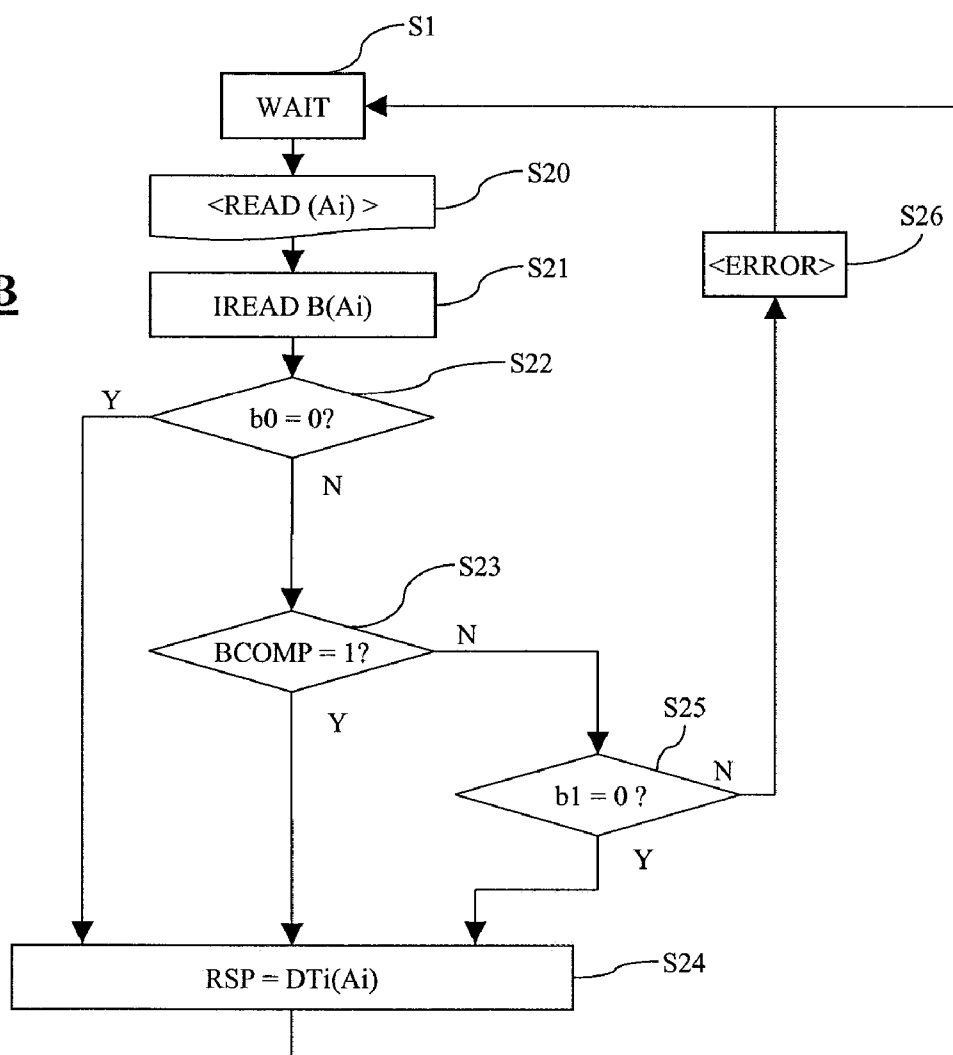 S1
WAIT
S20
<READ (Ai) >
S26
<ERROR>
S21
IREAD B(Ai)
B
S22
Y
b0 = 0?
N
S23
BCOMP = 1?
N
Y
S25
N
b1 = 0 ?
Y
S24
RSP = DTi(Ai)